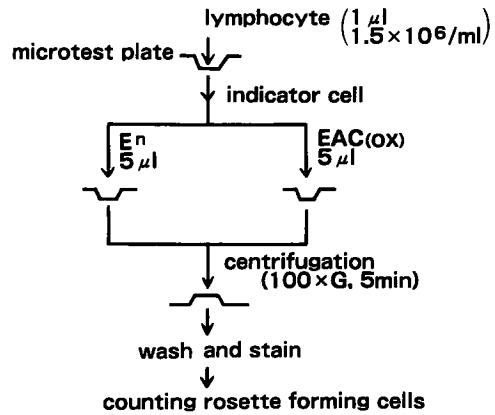 lymphocyte (1 μl
1.5×10⁶/ml)
microtest plate
indicator cell
Eⁿ
5 μl
EAC(OX)
5 μl
centrifugation
(100×G, 5min)
wash and stain
counting rosette forming cells